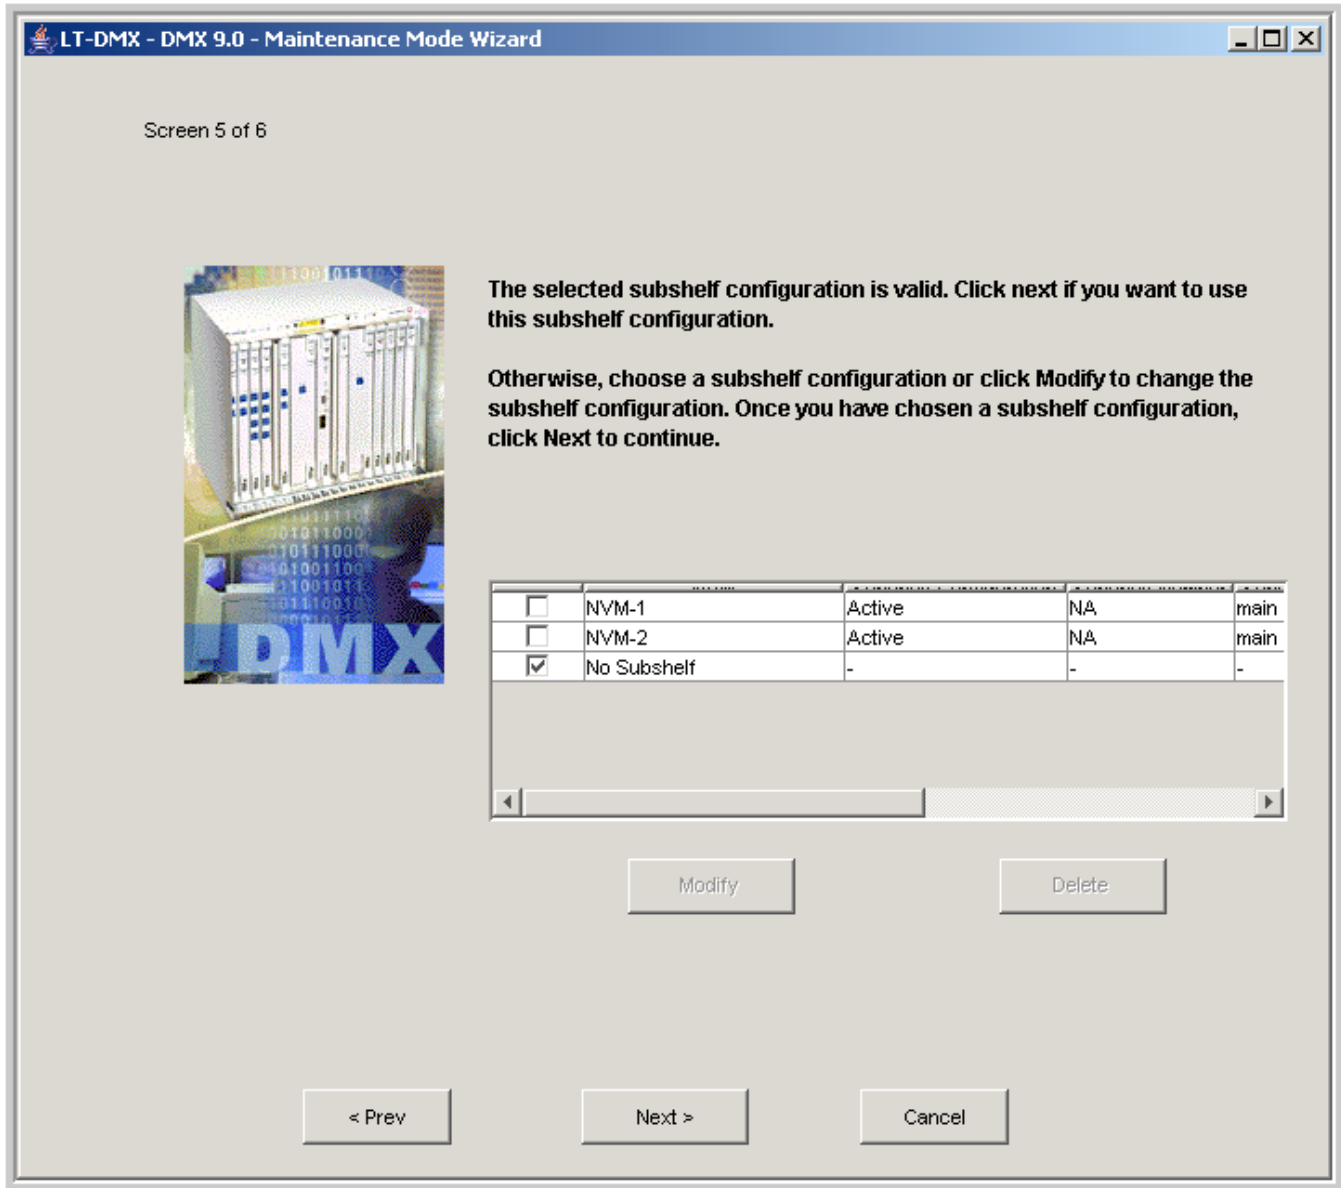 LT-DMX - DMX 9.0 - Maintenance Mode Wizard
Screen 5 of 6
The selected subshelf configuration is valid. Click next if you want to use
this subshelf configuration.
Otherwise, choose a subshelf configuration or click Modify to change the
subshelf configuration. Once you have chosen a subshelf configuration,
click Next to continue.
DMX
NVM-1 Active NA main
NVM-2 Active NA main
No Subshelf - - -
Modify Delete
< Prev Next > Cancel